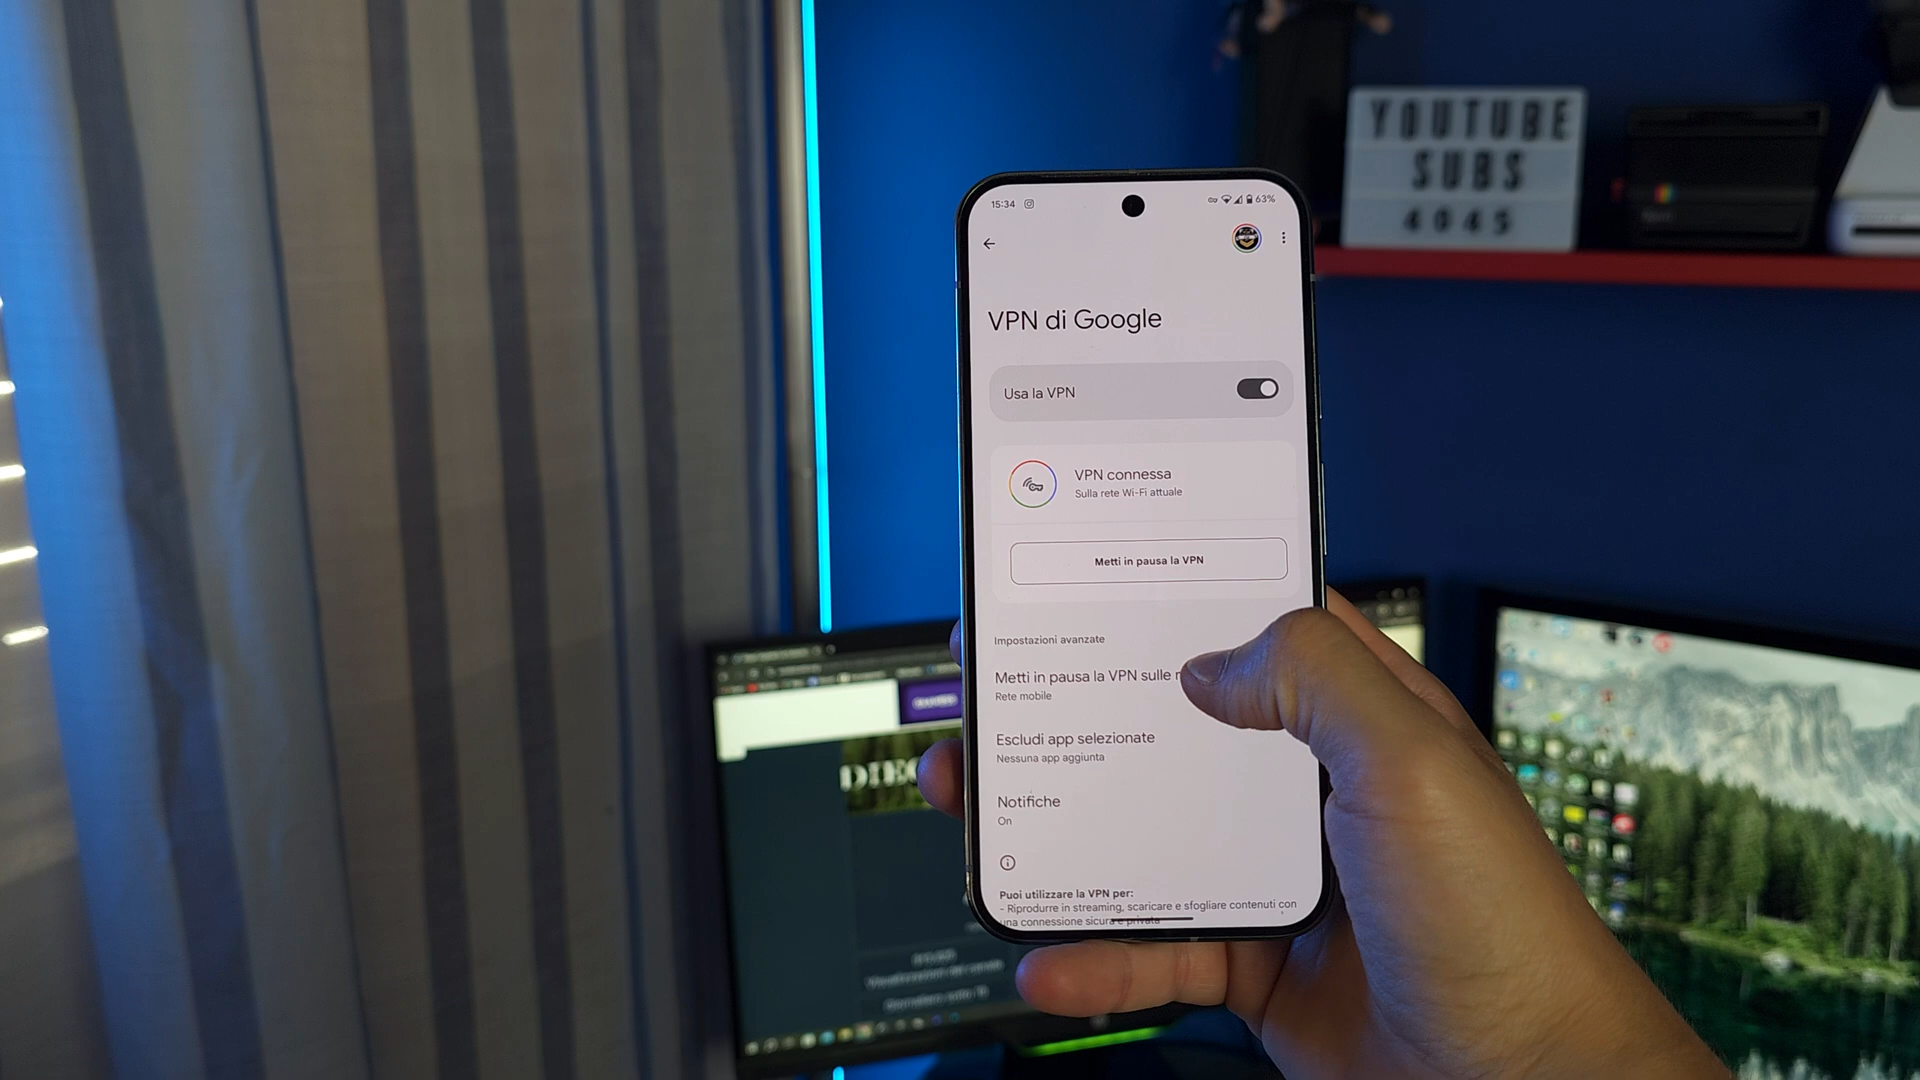 YOUTUBE
SUBS
4045
15:34
63%
VPN di Google
Usa la VPN
VPN connessa
Sulla rete Wi-Fi attuale
Metti in pausa la VPN
Impostazioni avanzate
Metti in pausa la VPN sulle
Rete mobile
Escludi app selezionate
Nessuna app aggiunta
Notifiche
On
Puoi utilizzare la VPN per:
- Riprodurre in streaming, scaricare e sfogliare contenuti con
una connessione sicura e privata
DIEG